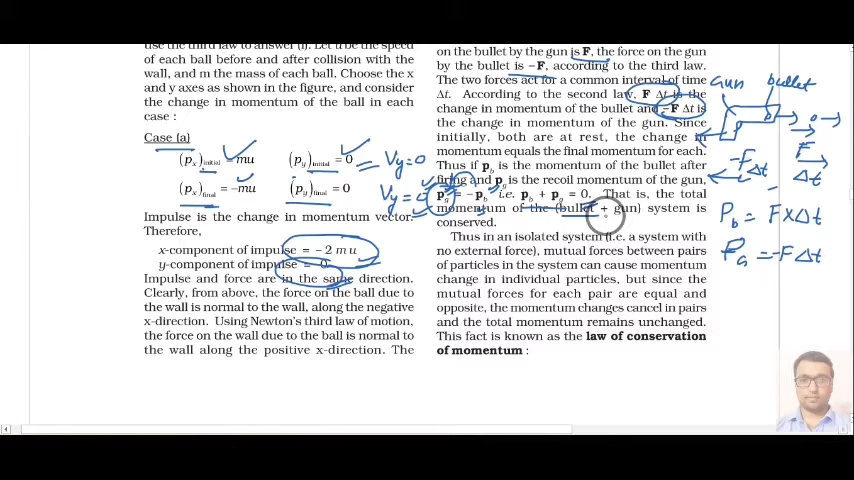 use the third law to answer (i). Let u be the speed
of each ball before and after collision with the
wall, and m the mass of each ball. Choose the x
and y axes as shown in the figure, and consider
the change in momentum of the ball in each
case :
Case (a)
(px)initial = mu (py)initial = 0 = Vy=0
(px)final = −mu (py)final = 0 Vy=0
Impulse is the change in momentum vector.
Therefore,
x-component of impulse = − 2 m u
y-component of impulse = 0
Impulse and force are in the same direction.
Clearly, from above, the force on the ball due to
the wall is normal to the wall, along the negative
x-direction. Using Newton's third law of motion,
the force on the wall due to the ball is normal to
the wall along the positive x-direction. The
on the bullet by the gun is F, the force on the gun
by the bullet is −F, according to the third law.
The two forces act for a common interval of time
Δt. According to the second law, F Δt is the
change in momentum of the bullet and −F Δt is
the change in momentum of the gun. Since
initially, both are at rest, the change in
momentum equals the final momentum for each.
Thus if pb is the momentum of the bullet after
firing and pg is the recoil momentum of the gun,
pg = −pb i.e. pb + pg = 0. That is, the total
momentum of the (bullet + gun) system is
conserved.
Thus in an isolated system (i.e. a system with
no external force), mutual forces between pairs
of particles in the system can cause momentum
change in individual particles, but since the
mutual forces for each pair are equal and
opposite, the momentum changes cancel in pairs
and the total momentum remains unchanged.
This fact is known as the law of conservation
of momentum :
Gun bullet
−F F
Δt Δt
Pb = F×Δt
PG = −FΔt